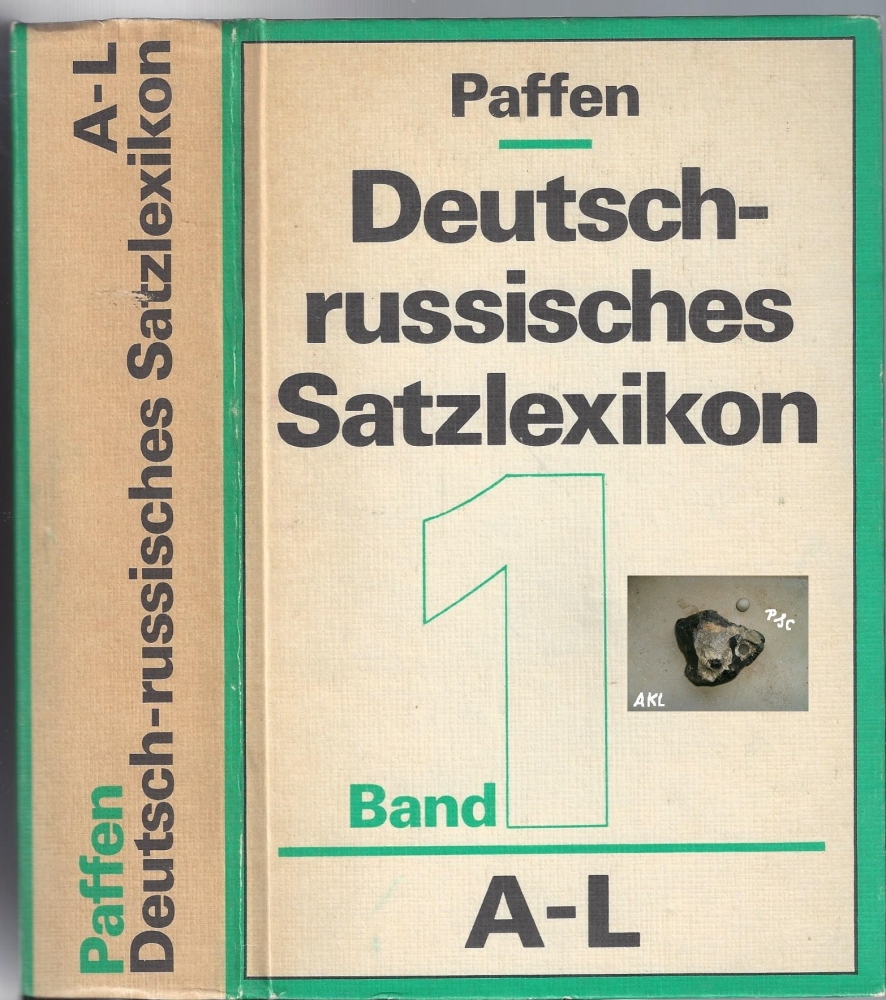 A-L
Paffen
Deutsch-russisches Satzlexikon
Paffen
Deutsch-
russisches
Satzlexikon
1
Band
A-L
PSC
AKL